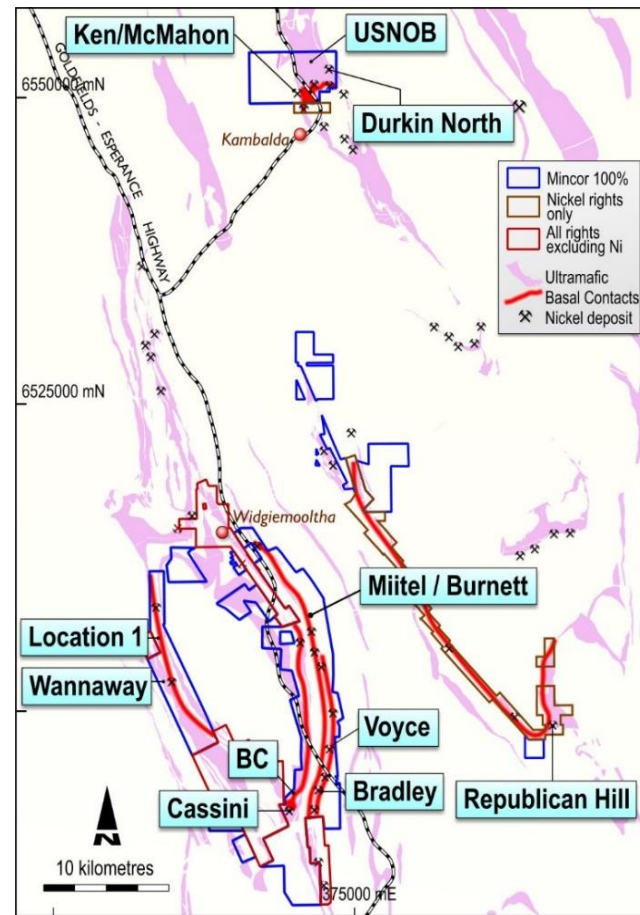 Ken/McMahon
USNOB
6550000 mN
Durkin North
Kambalda
GOLDFIELDS - ESPERANCE HIGHWAY
Mincor 100%
Nickel rights
only
All rights
excluding Ni
Ultramafic
Basal Contacts
Nickel deposit
6525000 mN
Widgiemooltha
Miitel / Burnett
Location 1
Wannaway
Voyce
BC
Bradley
Republican Hill
Cassini
N
10 kilometres
375000 mE